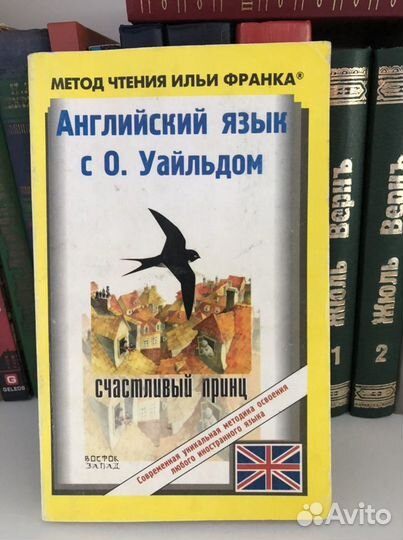 МЕТОД ЧТЕНИЯ ИЛЬИ ФРАНКА®
Английский язык
с О. Уайльдом
счастливый принц
Современная уникальная методика освоения
любого иностранного языка
ВОСТОК
ЗАПАД
GELEOS
Жюль Вернъ
1
Жюль Вернъ
2
Avito